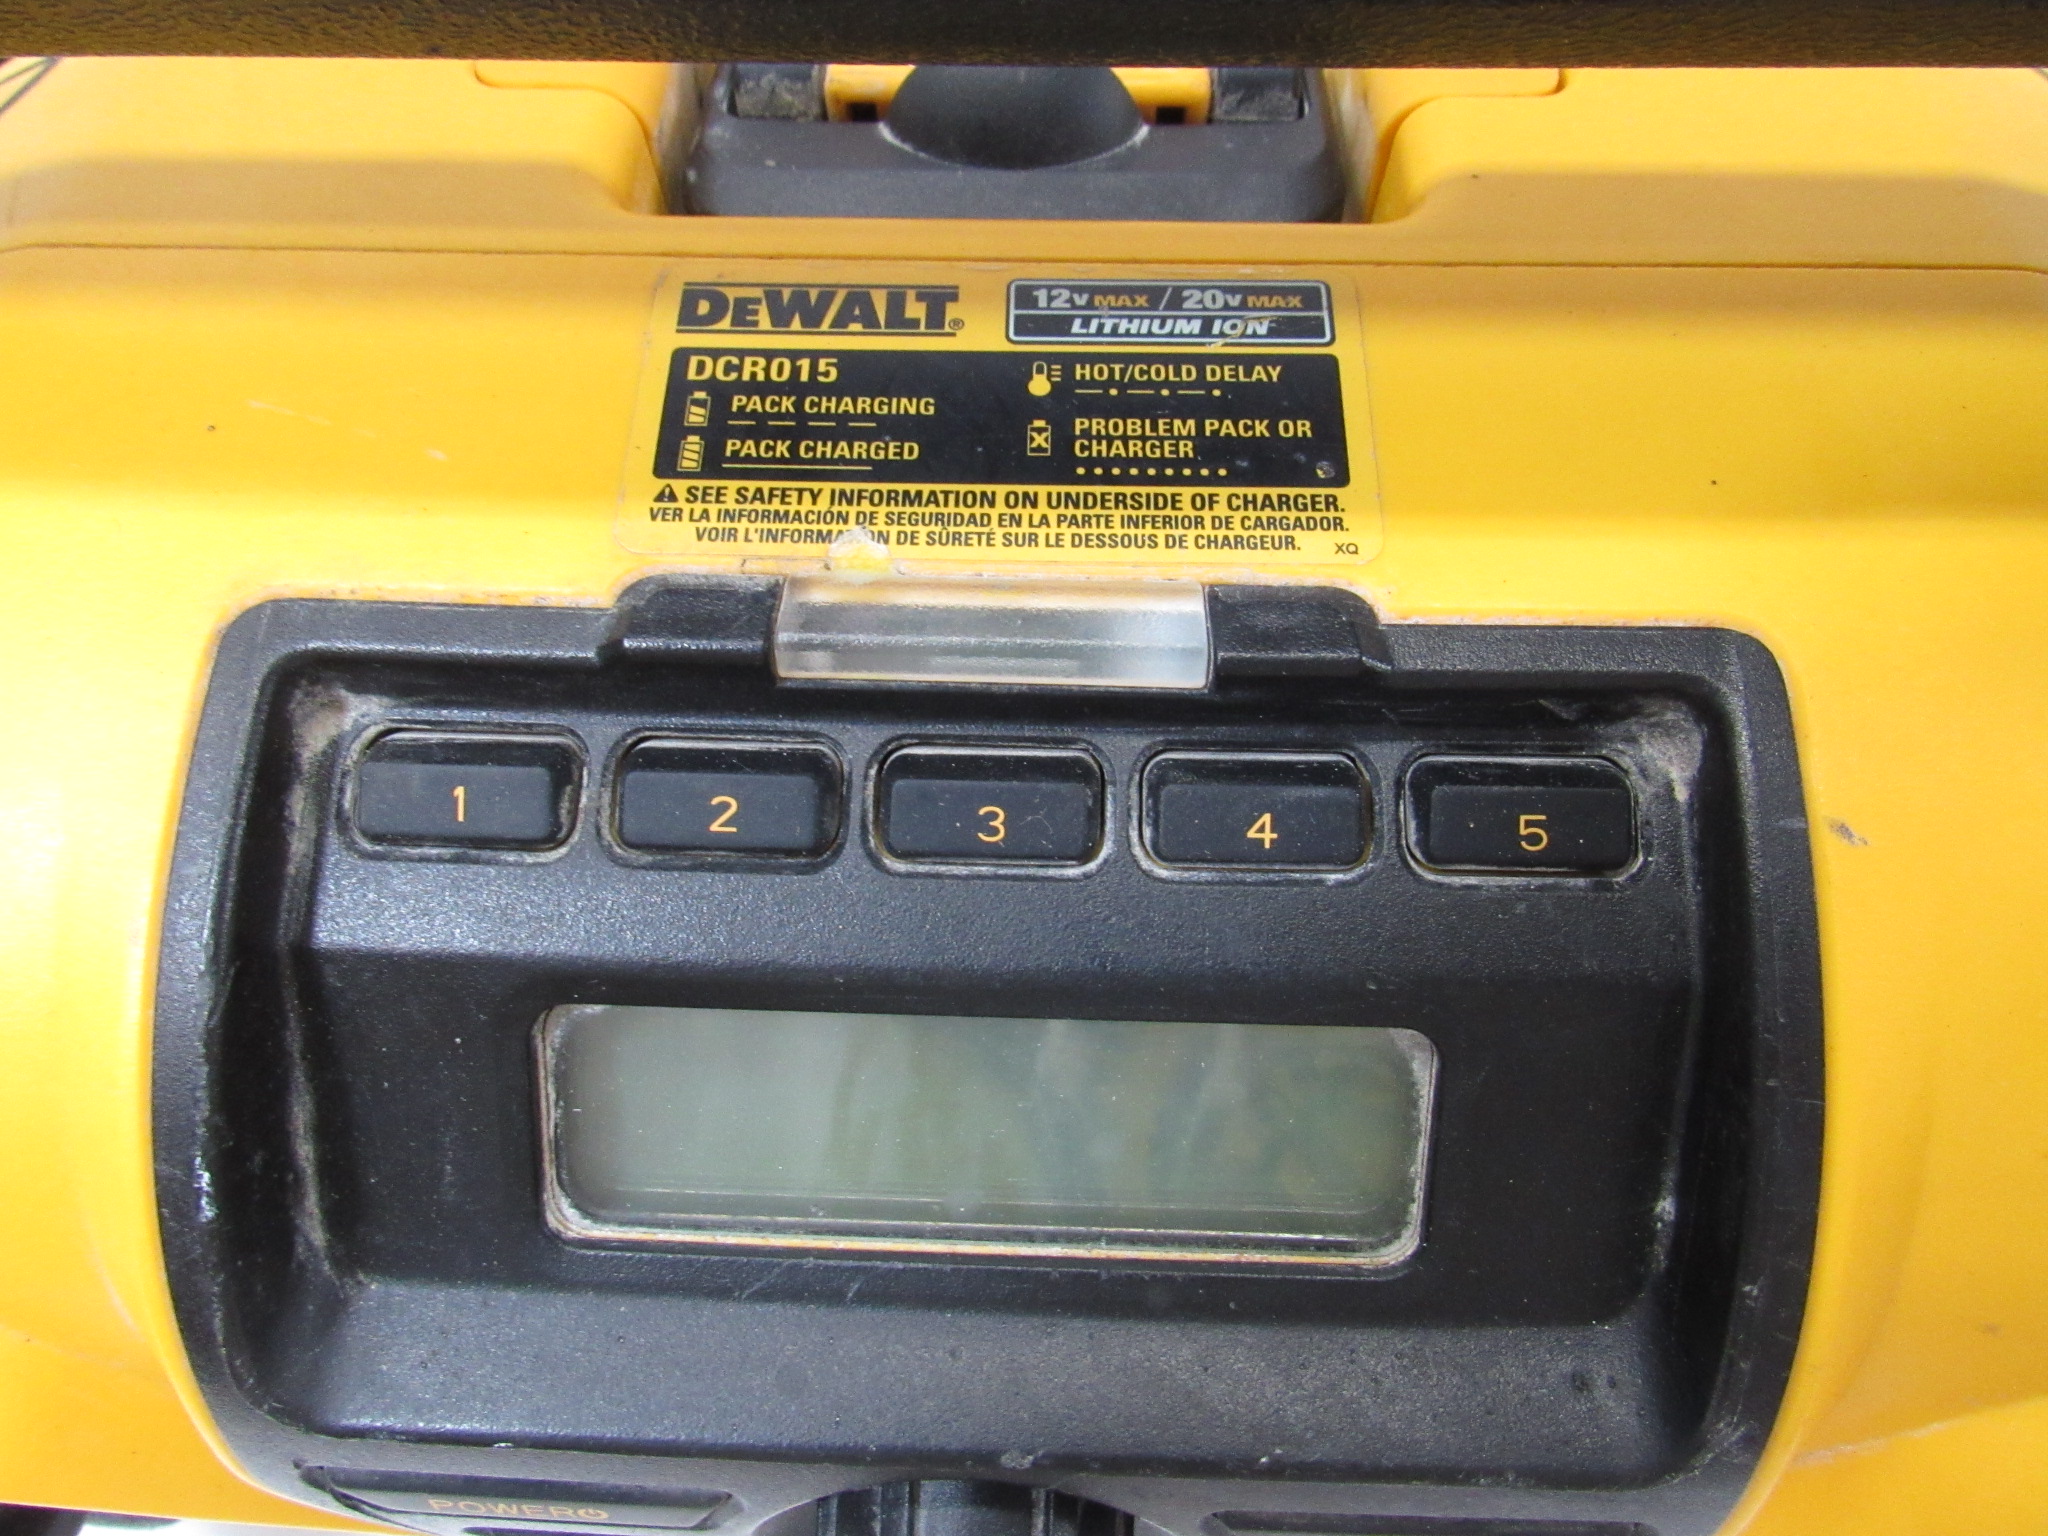 DEWALT®
12V MAX / 20V MAX
LITHIUM ION
DCR015
PACK CHARGING
PACK CHARGED
HOT/COLD DELAY
PROBLEM PACK OR
CHARGER
SEE SAFETY INFORMATION ON UNDERSIDE OF CHARGER.
VER LA INFORMACIÓN DE SEGURIDAD EN LA PARTE INFERIOR DE CARGADOR.
VOIR L'INFORMATION DE SÛRETÉ SUR LE DESSOUS DE CHARGEUR.
XQ
1 2 3 4 5
POWER